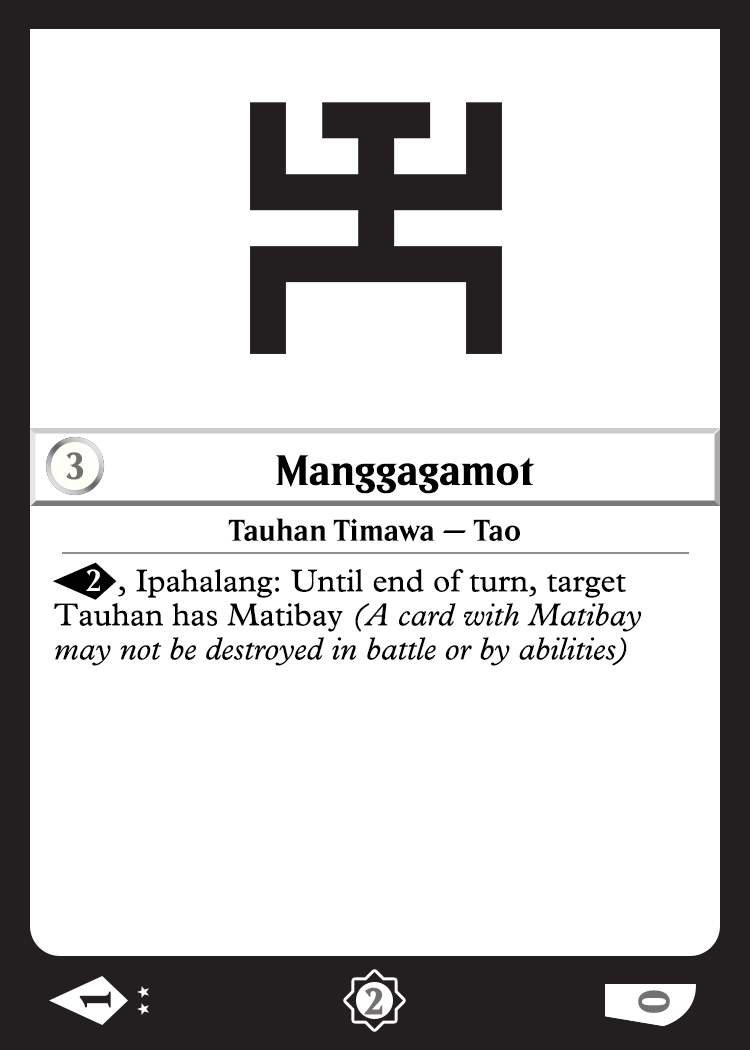 3
Manggagamot
Tauhan Timawa — Tao
2, Ipahalang: Until end of turn, target
Tauhan has Matibay (A card with Matibay
may not be destroyed in battle or by abilities)
1 2 0